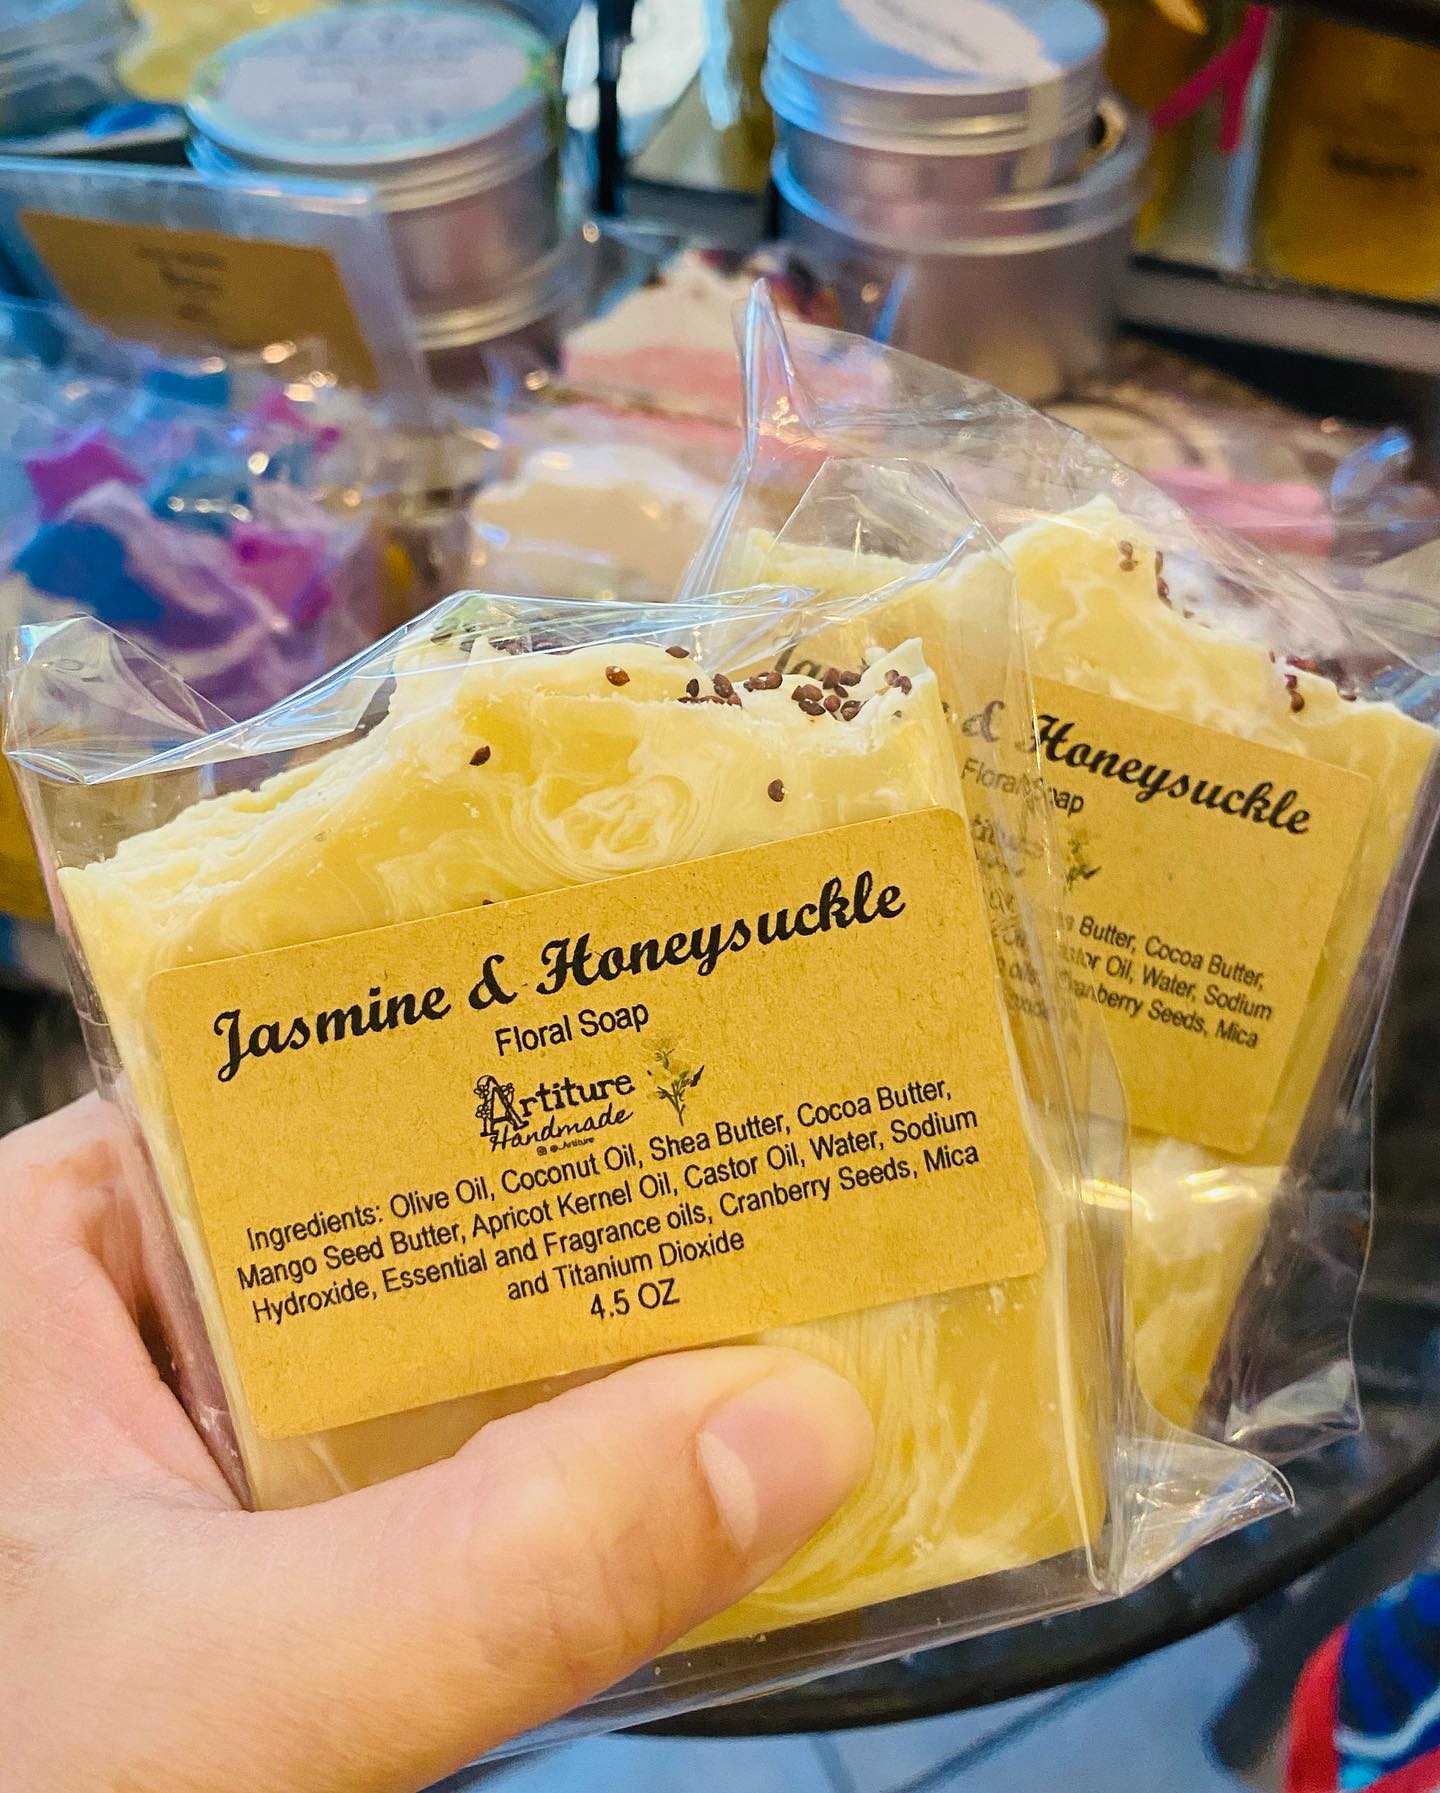 Jasmine & Honeysuckle
Floral Soap
Artiture
Handmade
Ingredients: Olive Oil, Coconut Oil, Shea Butter, Cocoa Butter,
Mango Seed Butter, Apricot Kernel Oil, Castor Oil, Water, Sodium
Hydroxide, Essential and Fragrance oils, Cranberry Seeds, Mica
and Titanium Dioxide
4.5 OZ
& Honeysuckle
Floral Soap
Butter, Cocoa Butter,
Castor Oil, Water, Sodium
Cranberry Seeds, Mica